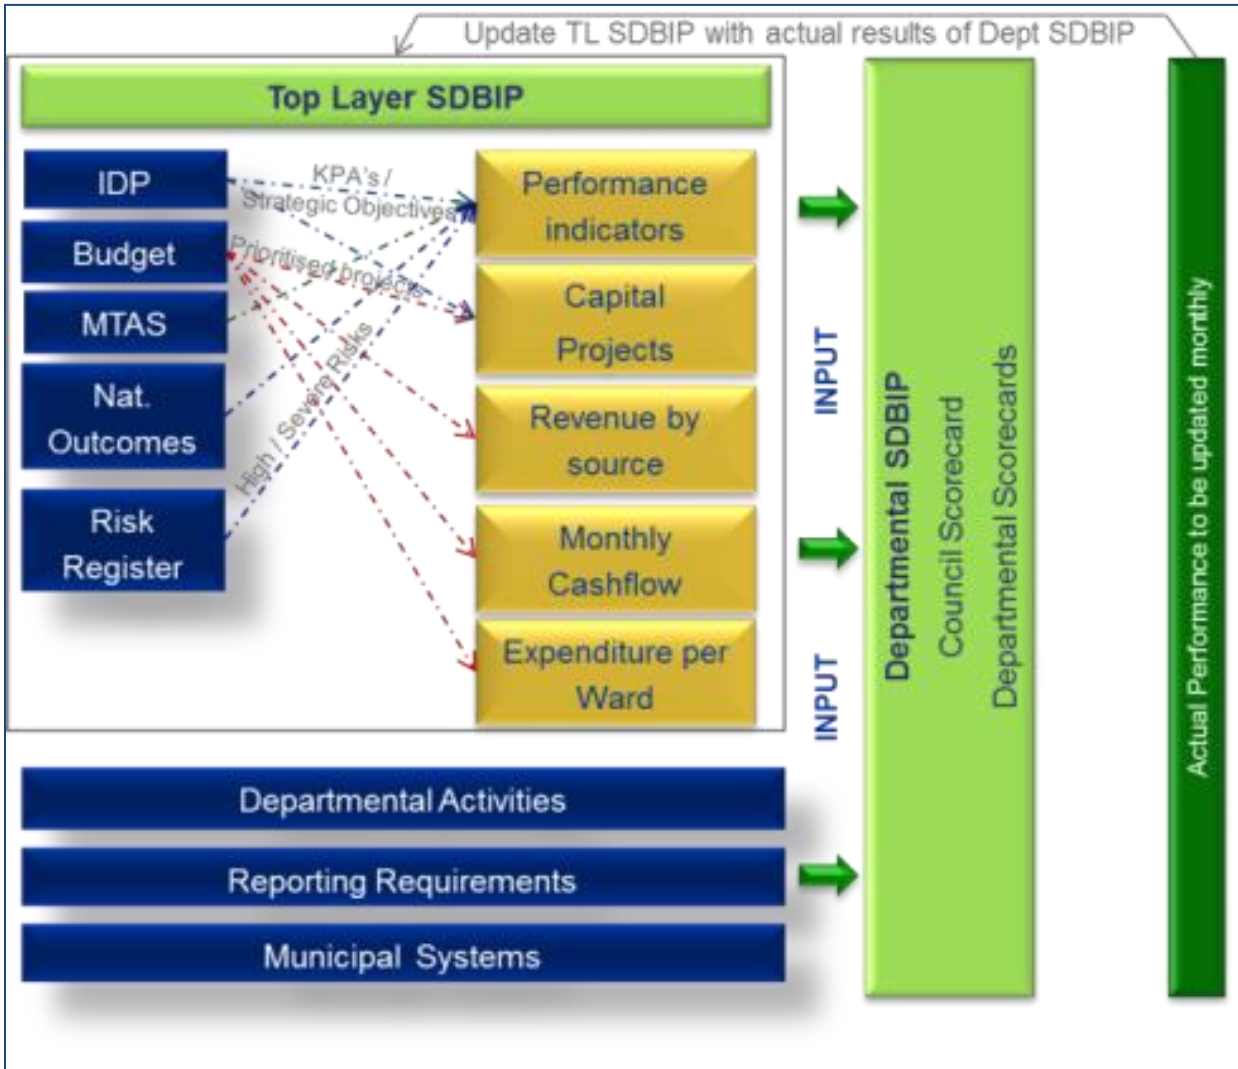 Update TL SDBIP with actual results of Dept SDBIP
Top Layer SDBIP
IDP
Budget
MTAS
Nat.
Outcomes
Risk
Register
KPA's /
Strategic Objectives
Prioritised projects
High / Severe Risks
Performance
indicators
Capital
Projects
Revenue by
source
Monthly
Cashflow
Expenditure per
Ward
INPUT
INPUT
Departmental SDBIP
Council Scorecard
Departmental Scorecards
Actual Performance to be updated monthly
Departmental Activities
Reporting Requirements
Municipal Systems